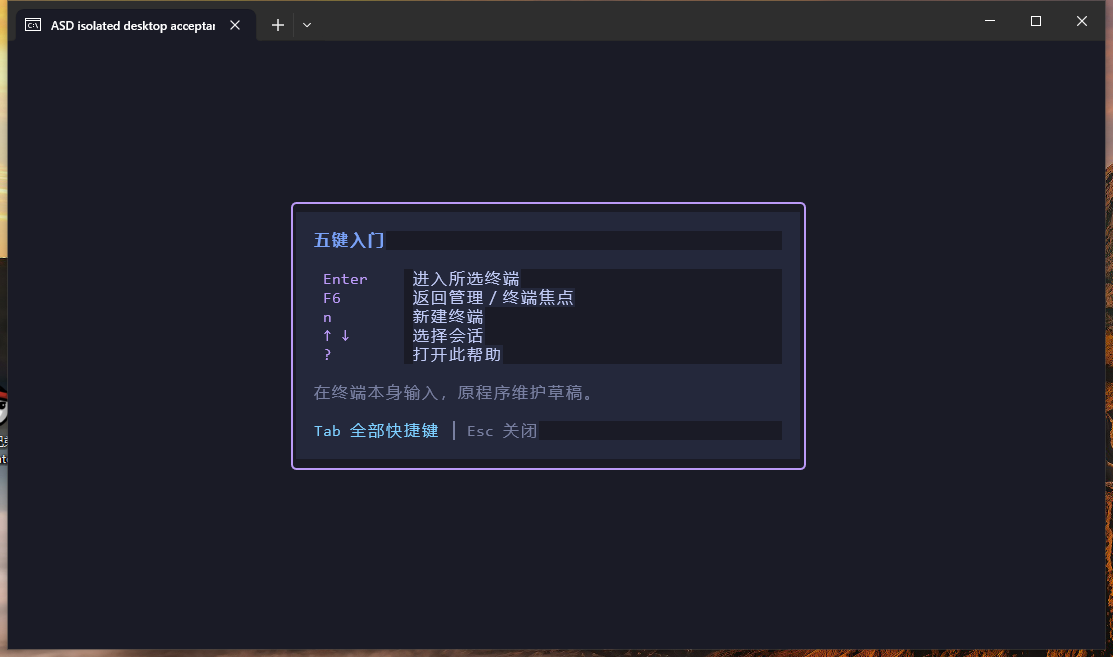 ASD isolated desktop acceptar
五键入门
Enter 进入所选终端
F6 返回管理 / 终端焦点
n 新建终端
↑ ↓ 选择会话
? 打开此帮助
在终端本身输入，原程序维护草稿。
Tab 全部快捷键 │ Esc 关闭